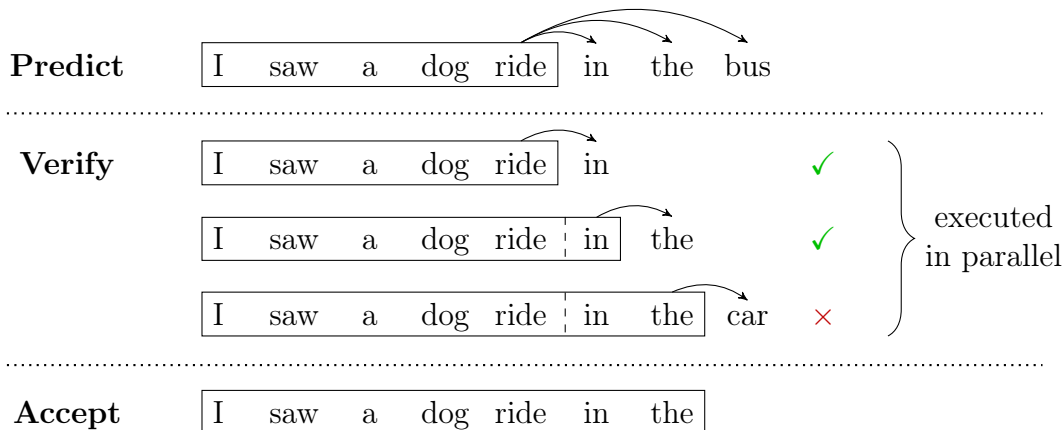 Predict I saw a dog ride in the bus
Verify I saw a dog ride in ✓
I saw a dog ride in the ✓
executed
in parallel
I saw a dog ride in the car ×
Accept I saw a dog ride in the